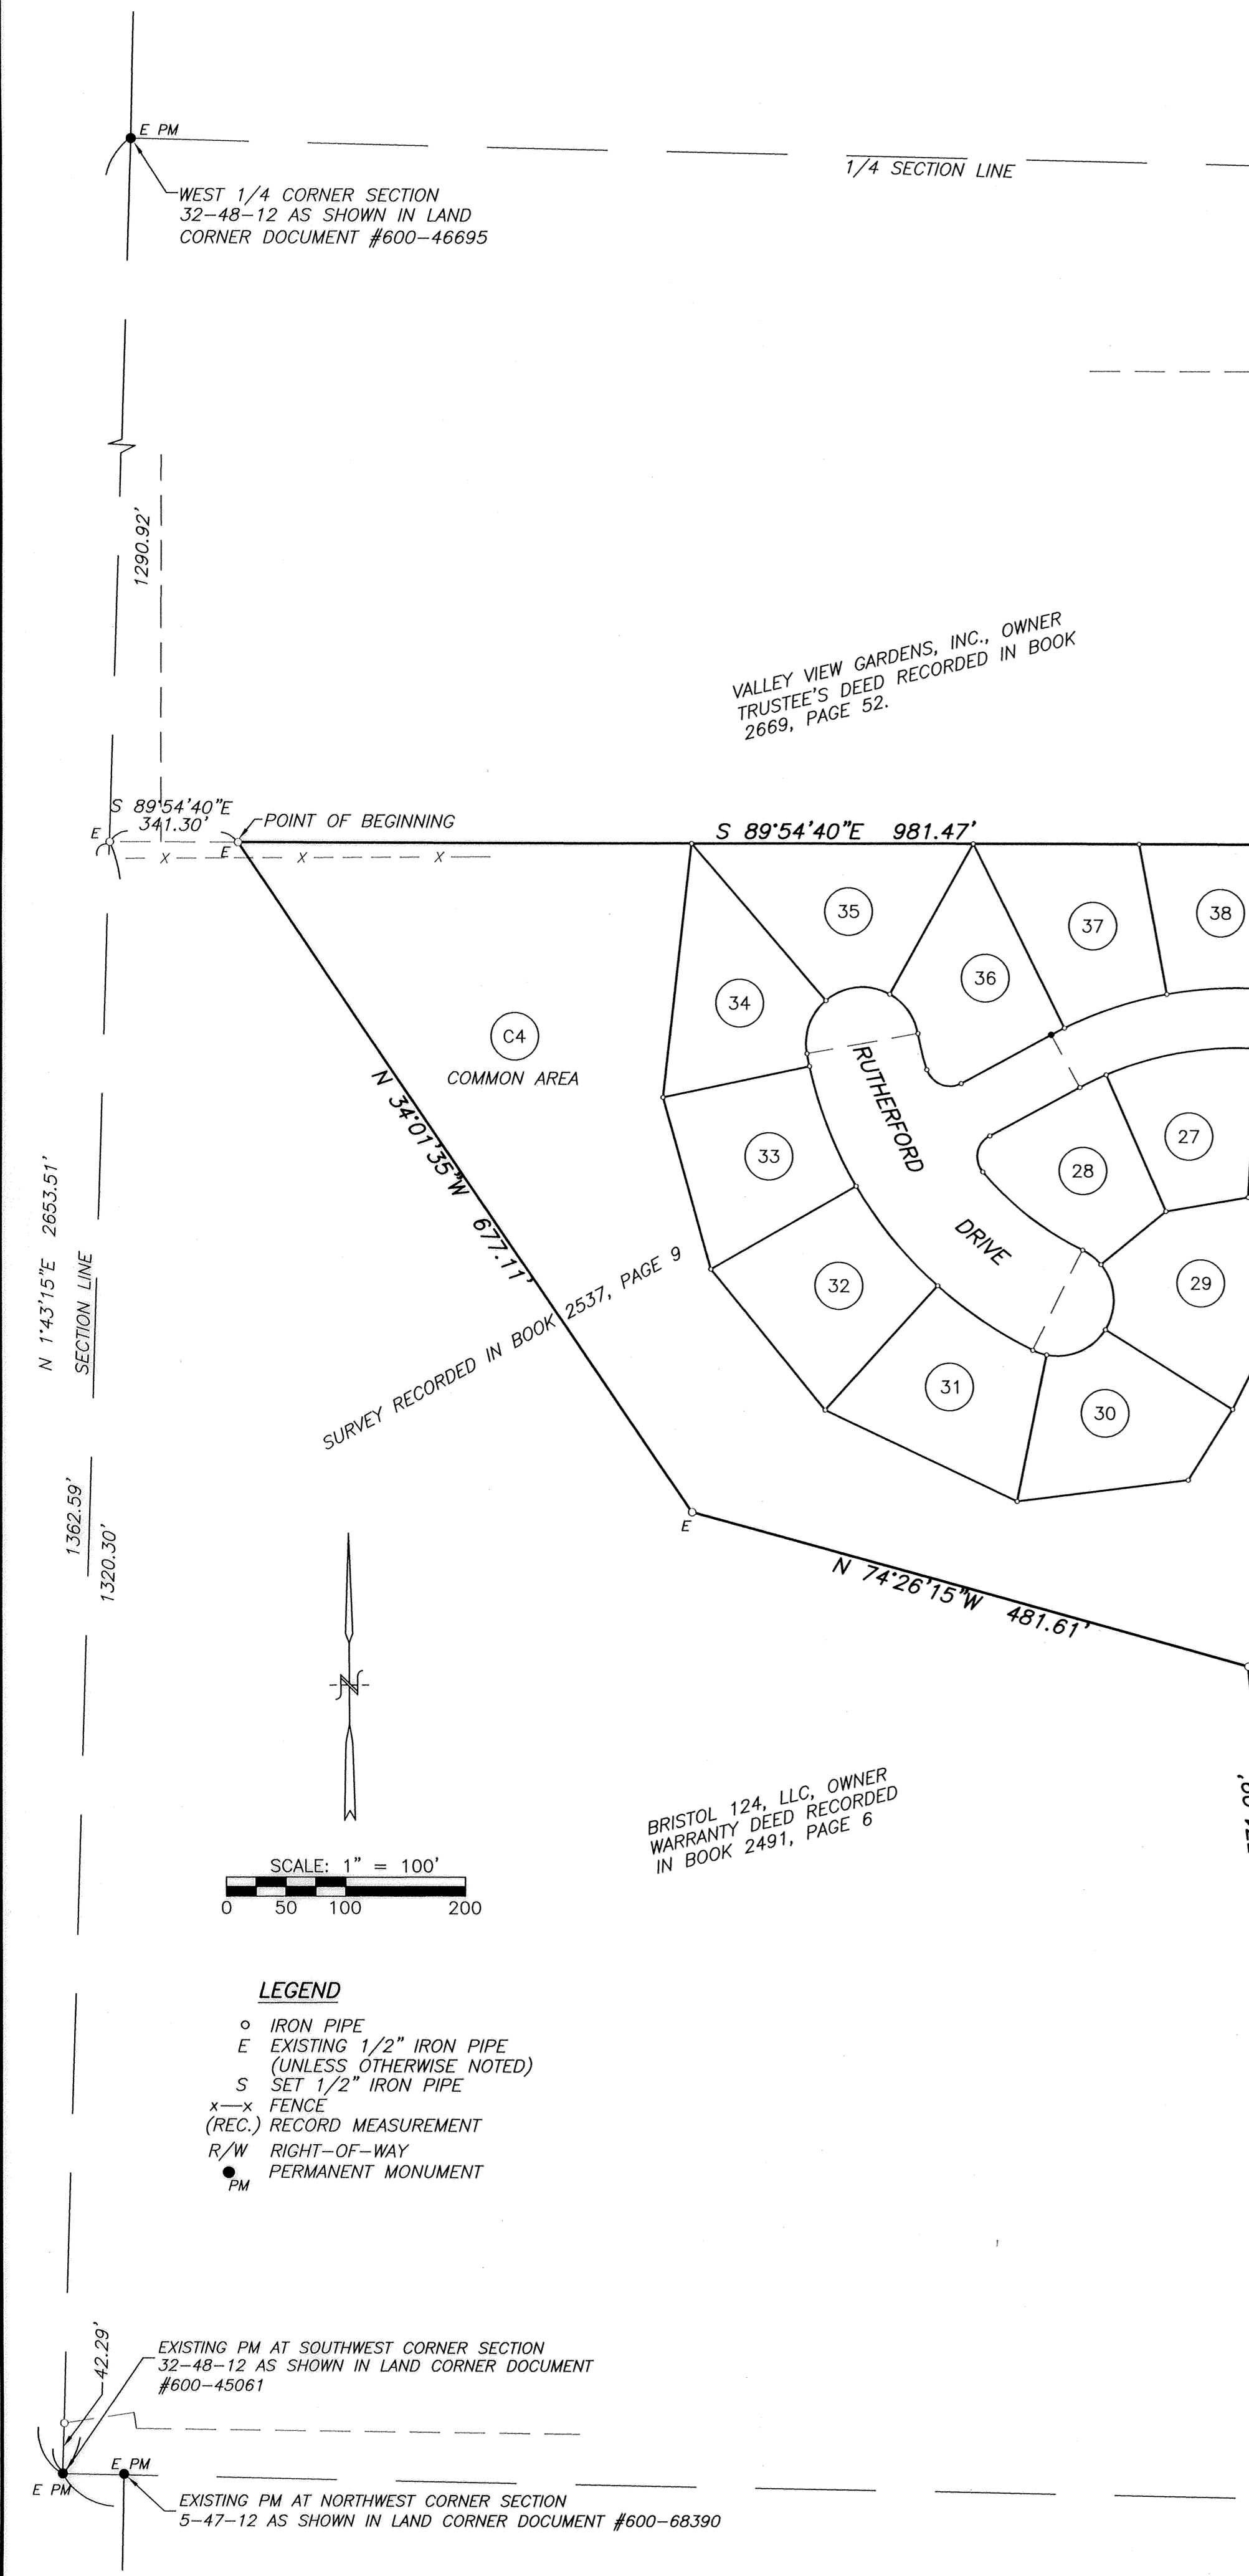 E PM
WEST 1/4 CORNER SECTION
32-48-12 AS SHOWN IN LAND
CORNER DOCUMENT #600-46695
1/4 SECTION LINE
1290.92'
VALLEY VIEW GARDENS, INC., OWNER
TRUSTEE'S DEED RECORDED IN BOOK
2669, PAGE 52.
S 89°54'40"E
341.30'
E
E
POINT OF BEGINNING
x x x
S 89°54'40"E 981.47'
35
37
38
36
34
C4
COMMON AREA
RUTHERFORD
DRIVE
N 34°01'35"W 677.11'
33
27
28
32
29
31
30
N 1°43'15"E 2653.51'
SECTION LINE
SURVEY RECORDED IN BOOK 2537, PAGE 9
1362.59'
1320.30'
E
N 74°26'15"W 481.61'
N
BRISTOL 124, LLC, OWNER
WARRANTY DEED RECORDED
IN BOOK 2491, PAGE 6
SCALE: 1" = 100'
0 50 100 200
LEGEND
IRON PIPE
E EXISTING 1/2" IRON PIPE
(UNLESS OTHERWISE NOTED)
S SET 1/2" IRON PIPE
x—x FENCE
(REC.) RECORD MEASUREMENT
R/W RIGHT-OF-WAY
PERMANENT MONUMENT
PM
42.29'
EXISTING PM AT SOUTHWEST CORNER SECTION
32-48-12 AS SHOWN IN LAND CORNER DOCUMENT
#600-45061
E PM
E PM
EXISTING PM AT NORTHWEST CORNER SECTION
5-47-12 AS SHOWN IN LAND CORNER DOCUMENT #600-68390